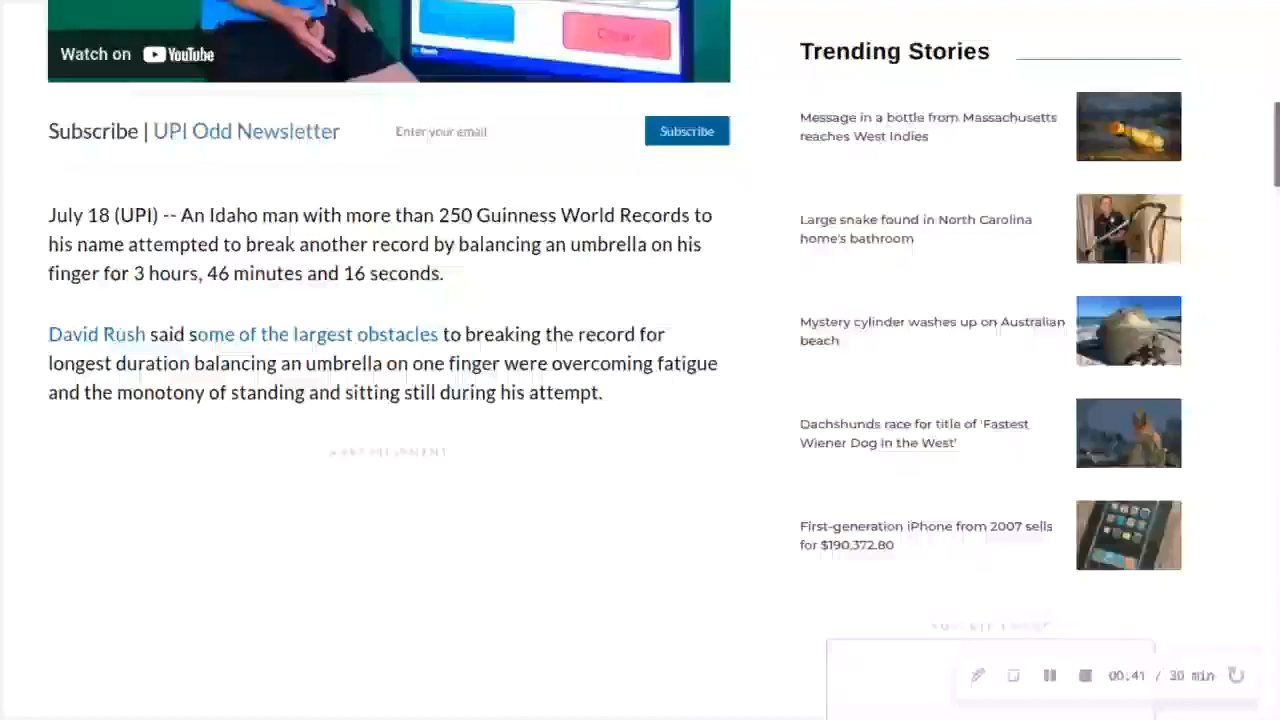 Clear
Watch on YouTube
Subscribe | UPI Odd Newsletter
Enter your email
Subscribe
July 18 (UPI) -- An Idaho man with more than 250 Guinness World Records to
his name attempted to break another record by balancing an umbrella on his
finger for 3 hours, 46 minutes and 16 seconds.
David Rush said some of the largest obstacles to breaking the record for
longest duration balancing an umbrella on one finger were overcoming fatigue
and the monotony of standing and sitting still during his attempt.
ADVERTISEMENT
Trending Stories
Message in a bottle from Massachusetts
reaches West Indies
Large snake found in North Carolina
home's bathroom
Mystery cylinder washes up on Australian
beach
Dachshunds race for title of 'Fastest
Wiener Dog in the West'
First-generation iPhone from 2007 sells
for $190,372.80
ADVERTISEMENT
00:41 / 30 min